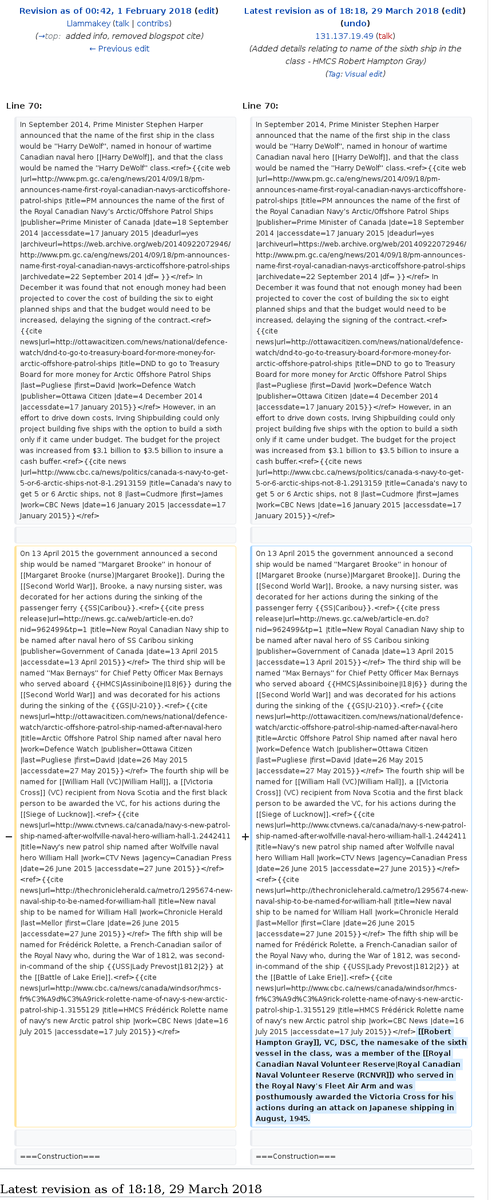 Revision as of 00:42, 1 February 2018 (edit)
Llammakey (talk | contribs)
(→top: added info, removed blogspot cite)
← Previous edit
Latest revision as of 18:18, 29 March 2018 (edit)
(undo)
131.137.19.49 (talk)
(Added details relating to name of the sixth ship in the
class - HMCS Robert Hampton Gray)
(Tag: Visual edit)
Line 70:
In September 2014, Prime Minister Stephen Harper
announced that the name of the first ship in the class
would be ''Harry DeWolf'', named in honour of wartime
Canadian naval hero [[Harry DeWolf]], and that the class
would be named the ''Harry DeWolf'' class.<ref>{{cite web
|url=http://www.pm.gc.ca/eng/news/2014/09/18/pm-
announces-name-first-royal-canadian-navys-arcticoffshore-
patrol-ships |title=PM announces the name of the first of
the Royal Canadian Navy's Arctic/Offshore Patrol Ships
|publisher=Prime Minister of Canada |date=18 September
2014 |accessdate=17 January 2015 |deadurl=yes
|archiveurl=https://web.archive.org/web/20140922072946/
http://www.pm.gc.ca/eng/news/2014/09/18/pm-announces-
name-first-royal-canadian-navys-arcticoffshore-patrol-ships
|archivedate=22 September 2014 |df= }}</ref> In
December it was found that not enough money had been
projected to cover the cost of building the six to eight
planned ships and that the budget would need to be
increased, delaying the signing of the contract.<ref>
{{cite
news|url=http://ottawacitizen.com/news/national/defence-
watch/dnd-to-go-to-treasury-board-for-more-money-for-
arctic-offshore-patrol-ships |title=DND to go to Treasury
Board for more money for Arctic Offshore Patrol Ships
|last=Pugliese |first=David |work=Defence Watch
|publisher=Ottawa Citizen |date=4 December 2014
|accessdate=17 January 2015}}</ref> However, in an
effort to drive down costs, Irving Shipbuilding could only
project building five ships with the option to build a sixth
only if it came under budget. The budget for the project
was increased from $3.1 billion to $3.5 billion to insure a
cash buffer.<ref>{{cite news
|url=http://www.cbc.ca/news/politics/canada-s-navy-to-get-
5-or-6-arctic-ships-not-8-1.2913159 |title=Canada's navy to
get 5 or 6 Arctic ships, not 8 |last=Cudmore |first=James
|work=CBC News |date=16 January 2015 |accessdate=17
January 2015}}</ref>
−
On 13 April 2015 the government announced a second
ship would be named ''Margaret Brooke'' in honour of
[[Margaret Brooke (nurse)|Margaret Brooke]]. During the
[[Second World War]], Brooke, a navy nursing sister, was
decorated for her actions during the sinking of the
passenger ferry {{SS|Caribou}}.<ref>{{cite press
release|url=http://news.gc.ca/web/article-en.do?
nid=962499&tp=1 |title=New Royal Canadian Navy ship to
be named after naval hero of SS Caribou sinking
|publisher=Government of Canada |date=13 April 2015
|accessdate=13 April 2015}}</ref> The third ship will be
named ''Max Bernays'' for Chief Petty Officer Max Bernays
who served aboard {{HMCS|Assiniboine|I18|6}} during the
[[Second World War]] and was decorated for his actions
during the sinking of the {{GS|U-210}}.<ref>{{cite
news|url=http://ottawacitizen.com/news/national/defence-
watch/arctic-offshore-patrol-ship-named-after-naval-hero
|title=Arctic Offshore Patrol Ship named after naval hero
|work=Defence Watch |publisher=Ottawa Citizen
|last=Pugliese |first=David |date=26 May 2015
|accessdate=27 May 2015}}</ref> The fourth ship will be
named for [[William Hall (VC)|William Hall]], a [[Victoria
Cross]] (VC) recipient from Nova Scotia and the first black
person to be awarded the VC, for his actions during the
[[Siege of Lucknow]].<ref>{{cite
news|url=http://www.ctvnews.ca/canada/navy-s-new-patrol-
ship-named-after-wolfville-naval-hero-william-hall-1.2442411
|title=Navy's new patrol ship named after Wolfville naval
hero William Hall |work=CTV News |agency=Canadian Press
|date=26 June 2015 |accessdate=27 June 2015}}</ref>
<ref>{{cite
news|url=http://thechronicleherald.ca/metro/1295674-new-
naval-ship-to-be-named-for-william-hall |title=New naval
ship to be named for William Hall |work=Chronicle Herald
|last=Mellor |first=Clare |date=26 June 2015
|accessdate=27 June 2015}}</ref> The fifth ship will be
named for Frédérick Rolette, a French-Canadian sailor of
the Royal Navy who, during the War of 1812, was second-
in-command of the ship {{USS|Lady Prevost|1812|2}} at
the [[Battle of Lake Erie]].<ref>{{cite
news|url=http://www.cbc.ca/news/canada/windsor/hmcs-
fr%C3%A9d%C3%A9rick-rolette-name-of-navy-s-new-arctic-
patrol-ship-1.3155129 |title=HMCS Frédérick Rolette name
of navy's new Arctic patrol ship |work=CBC News |date=16
July 2015 |accessdate=17 July 2015}}</ref>
===Construction===
Line 70:
In September 2014, Prime Minister Stephen Harper
announced that the name of the first ship in the class
would be ''Harry DeWolf'', named in honour of wartime
Canadian naval hero [[Harry DeWolf]], and that the class
would be named the ''Harry DeWolf'' class.<ref>{{cite web
|url=http://www.pm.gc.ca/eng/news/2014/09/18/pm-
announces-name-first-royal-canadian-navys-arcticoffshore-
patrol-ships |title=PM announces the name of the first of
the Royal Canadian Navy's Arctic/Offshore Patrol Ships
|publisher=Prime Minister of Canada |date=18 September
2014 |accessdate=17 January 2015 |deadurl=yes
|archiveurl=https://web.archive.org/web/20140922072946/
http://www.pm.gc.ca/eng/news/2014/09/18/pm-announces-
name-first-royal-canadian-navys-arcticoffshore-patrol-ships
|archivedate=22 September 2014 |df= }}</ref> In
December it was found that not enough money had been
projected to cover the cost of building the six to eight
planned ships and that the budget would need to be
increased, delaying the signing of the contract.<ref>
{{cite
news|url=http://ottawacitizen.com/news/national/defence-
watch/dnd-to-go-to-treasury-board-for-more-money-for-
arctic-offshore-patrol-ships |title=DND to go to Treasury
Board for more money for Arctic Offshore Patrol Ships
|last=Pugliese |first=David |work=Defence Watch
|publisher=Ottawa Citizen |date=4 December 2014
|accessdate=17 January 2015}}</ref> However, in an
effort to drive down costs, Irving Shipbuilding could only
project building five ships with the option to build a sixth
only if it came under budget. The budget for the project
was increased from $3.1 billion to $3.5 billion to insure a
cash buffer.<ref>{{cite news
|url=http://www.cbc.ca/news/politics/canada-s-navy-to-get-
5-or-6-arctic-ships-not-8-1.2913159 |title=Canada's navy to
get 5 or 6 Arctic ships, not 8 |last=Cudmore |first=James
|work=CBC News |date=16 January 2015 |accessdate=17
January 2015}}</ref>
+
On 13 April 2015 the government announced a second
ship would be named ''Margaret Brooke'' in honour of
[[Margaret Brooke (nurse)|Margaret Brooke]]. During the
[[Second World War]], Brooke, a navy nursing sister, was
decorated for her actions during the sinking of the
passenger ferry {{SS|Caribou}}.<ref>{{cite press
release|url=http://news.gc.ca/web/article-en.do?
nid=962499&tp=1 |title=New Royal Canadian Navy ship to
be named after naval hero of SS Caribou sinking
|publisher=Government of Canada |date=13 April 2015
|accessdate=13 April 2015}}</ref> The third ship will be
named ''Max Bernays'' for Chief Petty Officer Max Bernays
who served aboard {{HMCS|Assiniboine|I18|6}} during the
[[Second World War]] and was decorated for his actions
during the sinking of the {{GS|U-210}}.<ref>{{cite
news|url=http://ottawacitizen.com/news/national/defence-
watch/arctic-offshore-patrol-ship-named-after-naval-hero
|title=Arctic Offshore Patrol Ship named after naval hero
|work=Defence Watch |publisher=Ottawa Citizen
|last=Pugliese |first=David |date=26 May 2015
|accessdate=27 May 2015}}</ref> The fourth ship will be
named for [[William Hall (VC)|William Hall]], a [[Victoria
Cross]] (VC) recipient from Nova Scotia and the first black
person to be awarded the VC, for his actions during the
[[Siege of Lucknow]].<ref>{{cite
news|url=http://www.ctvnews.ca/canada/navy-s-new-patrol-
ship-named-after-wolfville-naval-hero-william-hall-1.2442411
|title=Navy's new patrol ship named after Wolfville naval
hero William Hall |work=CTV News |agency=Canadian Press
|date=26 June 2015 |accessdate=27 June 2015}}</ref>
<ref>{{cite
news|url=http://thechronicleherald.ca/metro/1295674-new-
naval-ship-to-be-named-for-william-hall |title=New naval
ship to be named for William Hall |work=Chronicle Herald
|last=Mellor |first=Clare |date=26 June 2015
|accessdate=27 June 2015}}</ref> The fifth ship will be
named for Frédérick Rolette, a French-Canadian sailor of
the Royal Navy who, during the War of 1812, was second-
in-command of the ship {{USS|Lady Prevost|1812|2}} at
the [[Battle of Lake Erie]].<ref>{{cite
news|url=http://www.cbc.ca/news/canada/windsor/hmcs-
fr%C3%A9d%C3%A9rick-rolette-name-of-navy-s-new-arctic-
patrol-ship-1.3155129 |title=HMCS Frédérick Rolette name
of navy's new Arctic patrol ship |work=CBC News |date=16
July 2015 |accessdate=17 July 2015}}</ref> [[Robert
Hampton Gray]], VC, DSC, the namesake of the sixth
vessel in the class, was a member of the [[Royal
Canadian Naval Volunteer Reserve|Royal Canadian
Naval Volunteer Reserve (RCNVR)]] who served in
the Royal Navy's Fleet Air Arm and was
posthumously awarded the Victoria Cross for his
actions during an attack on Japanese shipping in
August, 1945.
===Construction===
Latest revision as of 18:18, 29 March 2018